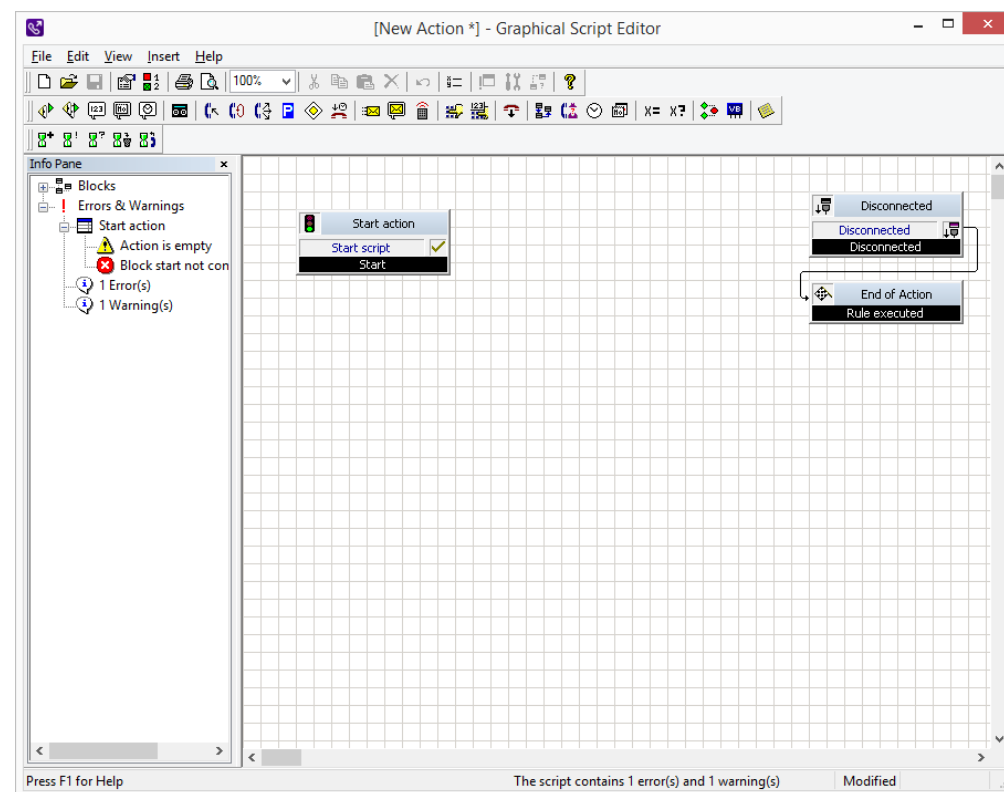 [New Action *] - Graphical Script Editor
File Edit View Insert Help
100%
Info Pane
Blocks
Errors & Warnings
Start action
Action is empty
Block start not con
1 Error(s)
1 Warning(s)
Start action
Start script
Start
Disconnected
Disconnected
Disconnected
End of Action
Rule executed
Press F1 for Help
The script contains 1 error(s) and 1 warning(s)
Modified